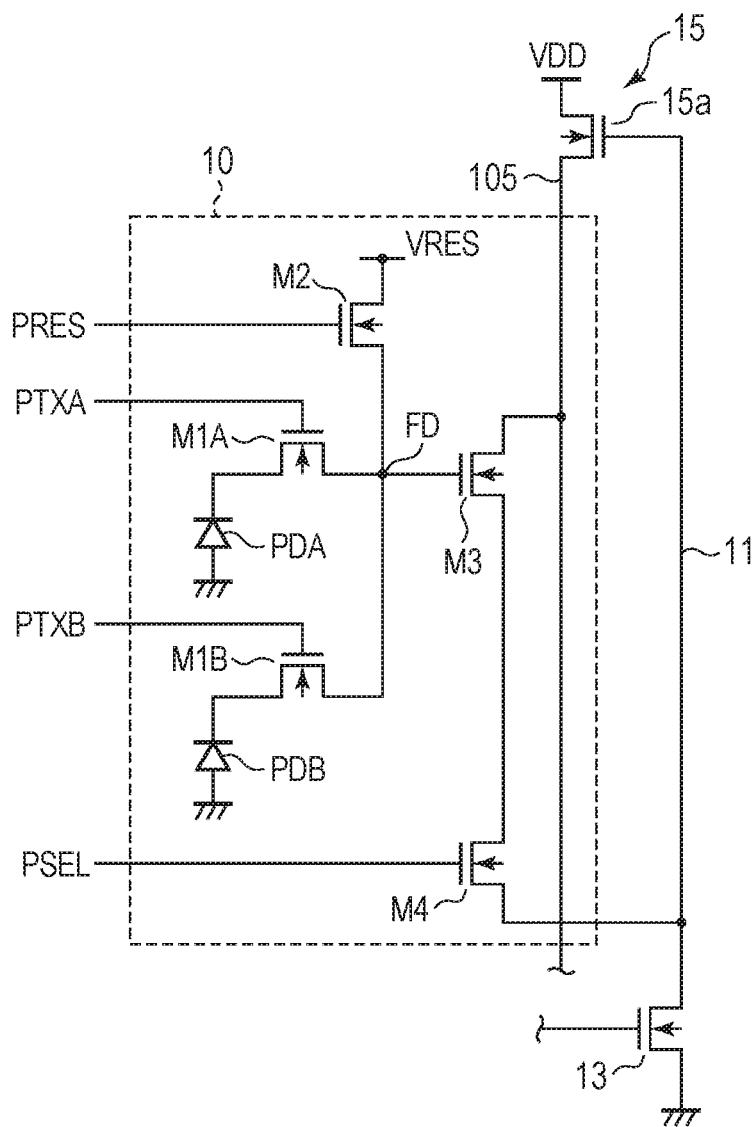 15
VDD
15a
10
105
VRES
M2
PRES
PTXA
M1A
FD
PDA
M3
11
PTXB
M1B
PDB
PSEL
M4
13